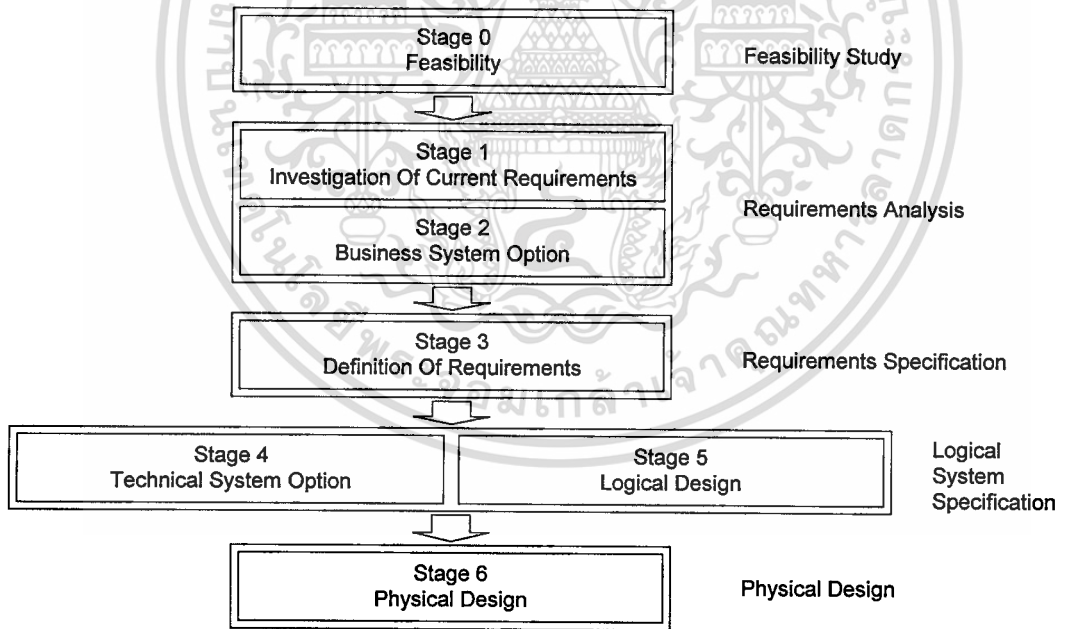 Stage 0
Feasibility
Feasibility Study
Stage 1
Investigation Of Current Requirements
Stage 2
Business System Option
Requirements Analysis
Stage 3
Definition Of Requirements
Requirements Specification
Stage 4
Technical System Option
Stage 5
Logical Design
Logical
System
Specification
Stage 6
Physical Design
Physical Design